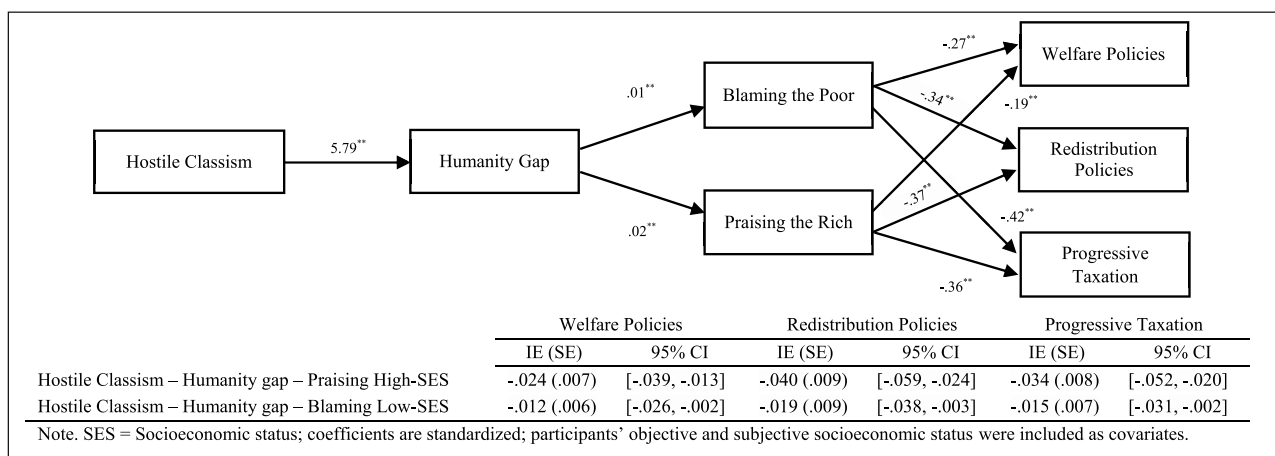 Hostile Classism
5.79**
Humanity Gap
.01**
.02**
Blaming the Poor
Praising the Rich
-.27**
-.34**
-.19**
-.37**
-.42**
-.36**
Welfare Policies
Redistribution
Policies
Progressive
Taxation
Welfare Policies Redistribution Policies Progressive Taxation
IE (SE) 95% CI IE (SE) 95% CI IE (SE) 95% CI
Hostile Classism – Humanity gap – Praising High-SES -.024 (.007) [-.039, -.013] -.040 (.009) [-.059, -.024] -.034 (.008) [-.052, -.020]
Hostile Classism – Humanity gap – Blaming Low-SES -.012 (.006) [-.026, -.002] -.019 (.009) [-.038, -.003] -.015 (.007) [-.031, -.002]
Note. SES = Socioeconomic status; coefficients are standardized; participants’ objective and subjective socioeconomic status were included as covariates.